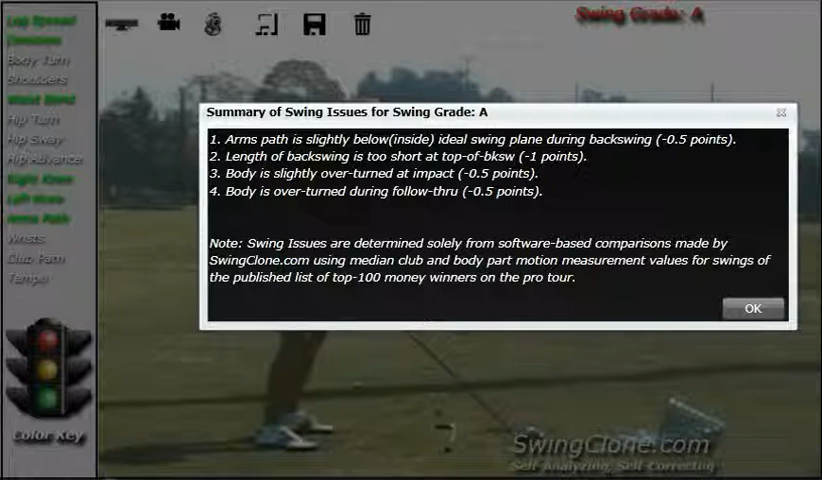 Swing Grade: A
Leg Spread
Body Turn
Shoulders
Waist Bend
Hip Turn
Hip Sway
Hip Advance
Right Knee
Left Knee
Arms Path
Wrists
Club Path
Tempo
Color Key
Summary of Swing Issues for Swing Grade: A
1. Arms path is slightly below(inside) ideal swing plane during backswing (-0.5 points).
2. Length of backswing is too short at top-of-bksw (-1 points).
3. Body is slightly over-turned at impact (-0.5 points).
4. Body is over-turned during follow-thru (-0.5 points).
Note: Swing Issues are determined solely from software-based comparisons made by
SwingClone.com using median club and body part motion measurement values for swings of
the published list of top-100 money winners on the pro tour.
OK
SwingClone.com
Self-Analyzing, Self-Correcting